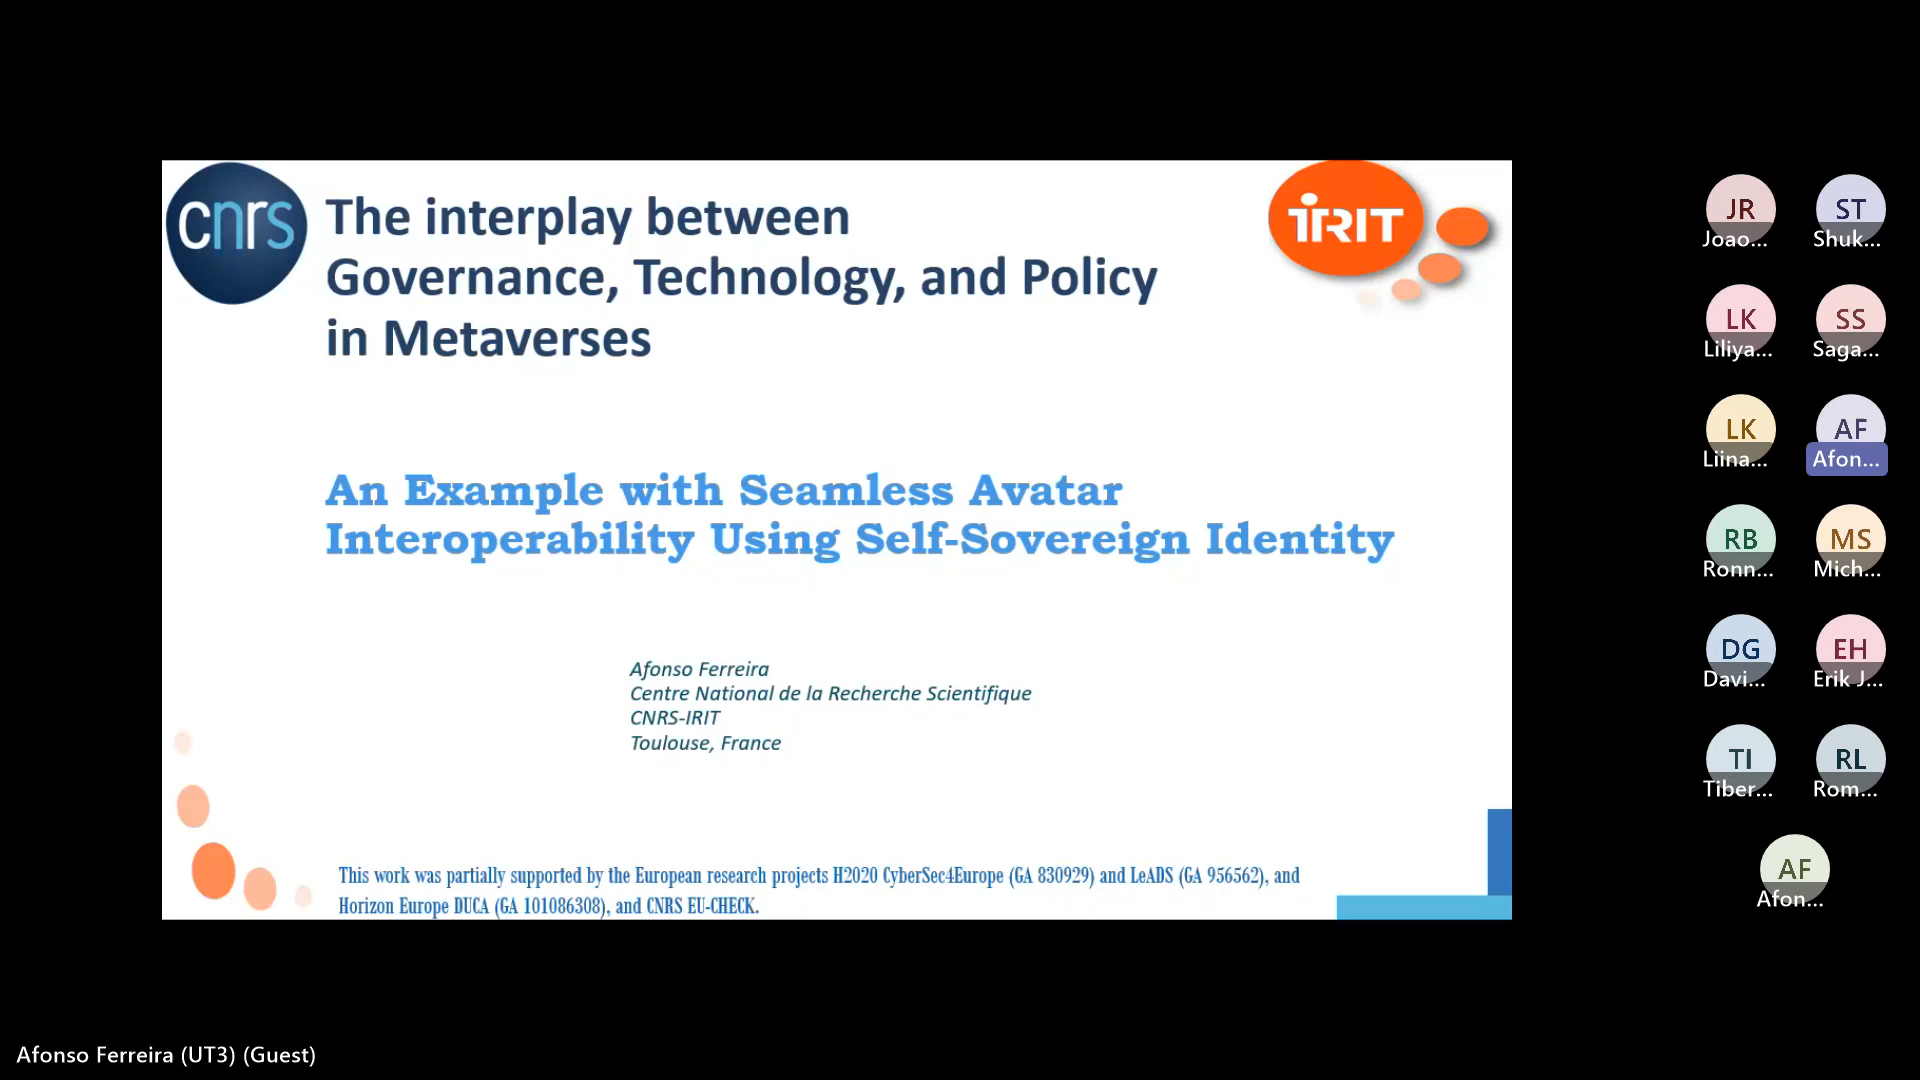 cnrs
The interplay between
Governance, Technology, and Policy
in Metaverses
IRIT
An Example with Seamless Avatar
Interoperability Using Self-Sovereign Identity
Afonso Ferreira
Centre National de la Recherche Scientifique
CNRS-IRIT
Toulouse, France
This work was partially supported by the European research projects H2020 CyberSec4Europe (GA 830929) and LeADS (GA 956562), and
Horizon Europe DUCA (GA 101086308), and CNRS EU-CHECK.
JR ST
Joao... Shuk...
LK SS
Liliya... Saga...
LK AF
Liina... Afon...
RB MS
Ronn... Mich...
DG EH
Davi... Erik J...
TI RL
Tiber... Rom...
AF
Afon...
Afonso Ferreira (UT3) (Guest)